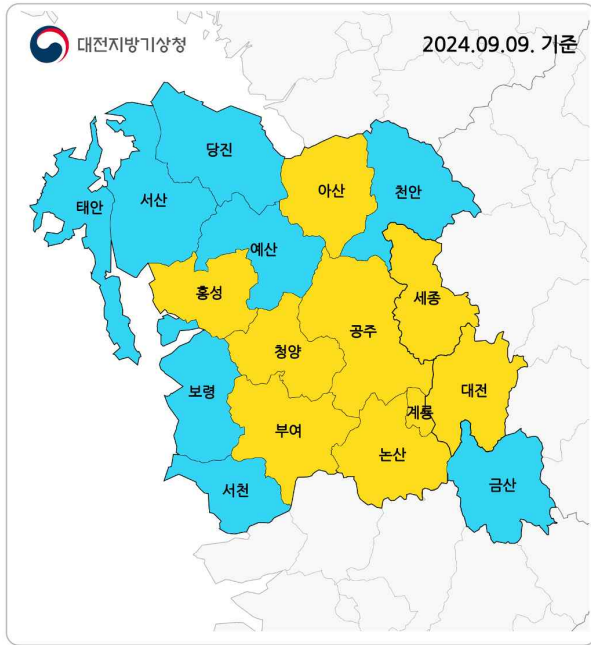 대전지방기상청
2024.09.09. 기준
당진
아산
천안
태안
서산
예산
홍성
세종
공주
청양
보령
대전
계룡
부여
논산
서천
금산